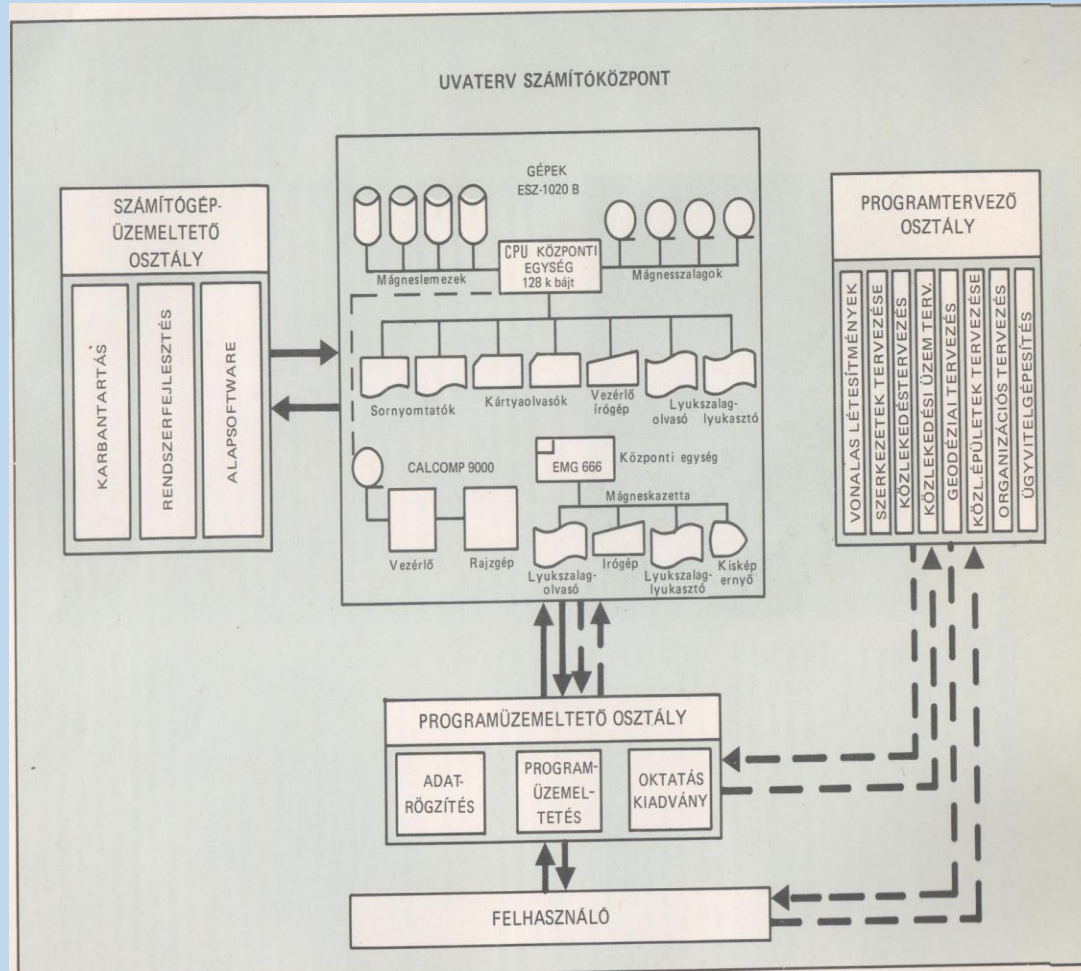 UVATERV SZÁMÍTÓKÖZPONT
SZÁMÍTÓGÉP-
ÜZEMELTETŐ
OSZTÁLY
KARBANTARTÁS
RENDSZERFEJLESZTÉS
ALAPSOFTWARE
GÉPEK
ESZ-1020 B
Mágneslemezek
CPU KÖZPONTI
EGYSÉG
128 k bájt
Mágnesszalagok
Sornyomtatók
Kártyaolvasók
Vezérlő
írógép
Lyukszalag-
olvasó
lyukasztó
CALCOMP 9000
Vezérlő
Rajzgép
EMG 666
Központi egység
Mágneskazetta
Lyukszalag-
olvasó
Irógép
Lyukszalag-
lyukasztó
Kiskép
ernyő
PROGRAMTERVEZŐ
OSZTÁLY
VONALAS LÉTESÍTMÉNYEK
SZERKEZETEK TERVEZÉSE
KÖZLEKEDÉSTERVEZÉS
KÖZLEKEDÉSI ÜZEM TERV.
GEODÉZIAI TERVEZÉS
KÖZL.ÉPÜLETEK TERVEZÉSE
ORGANIZÁCIÓS TERVEZÉS
ÜGYVITELGÉPESÍTÉS
PROGRAMÜZEMELTETŐ OSZTÁLY
ADAT-
RÖGZÍTÉS
PROGRAM-
ÜZEMEL-
TETÉS
OKTATÁS
KIADVÁNY
FELHASZNÁLÓ